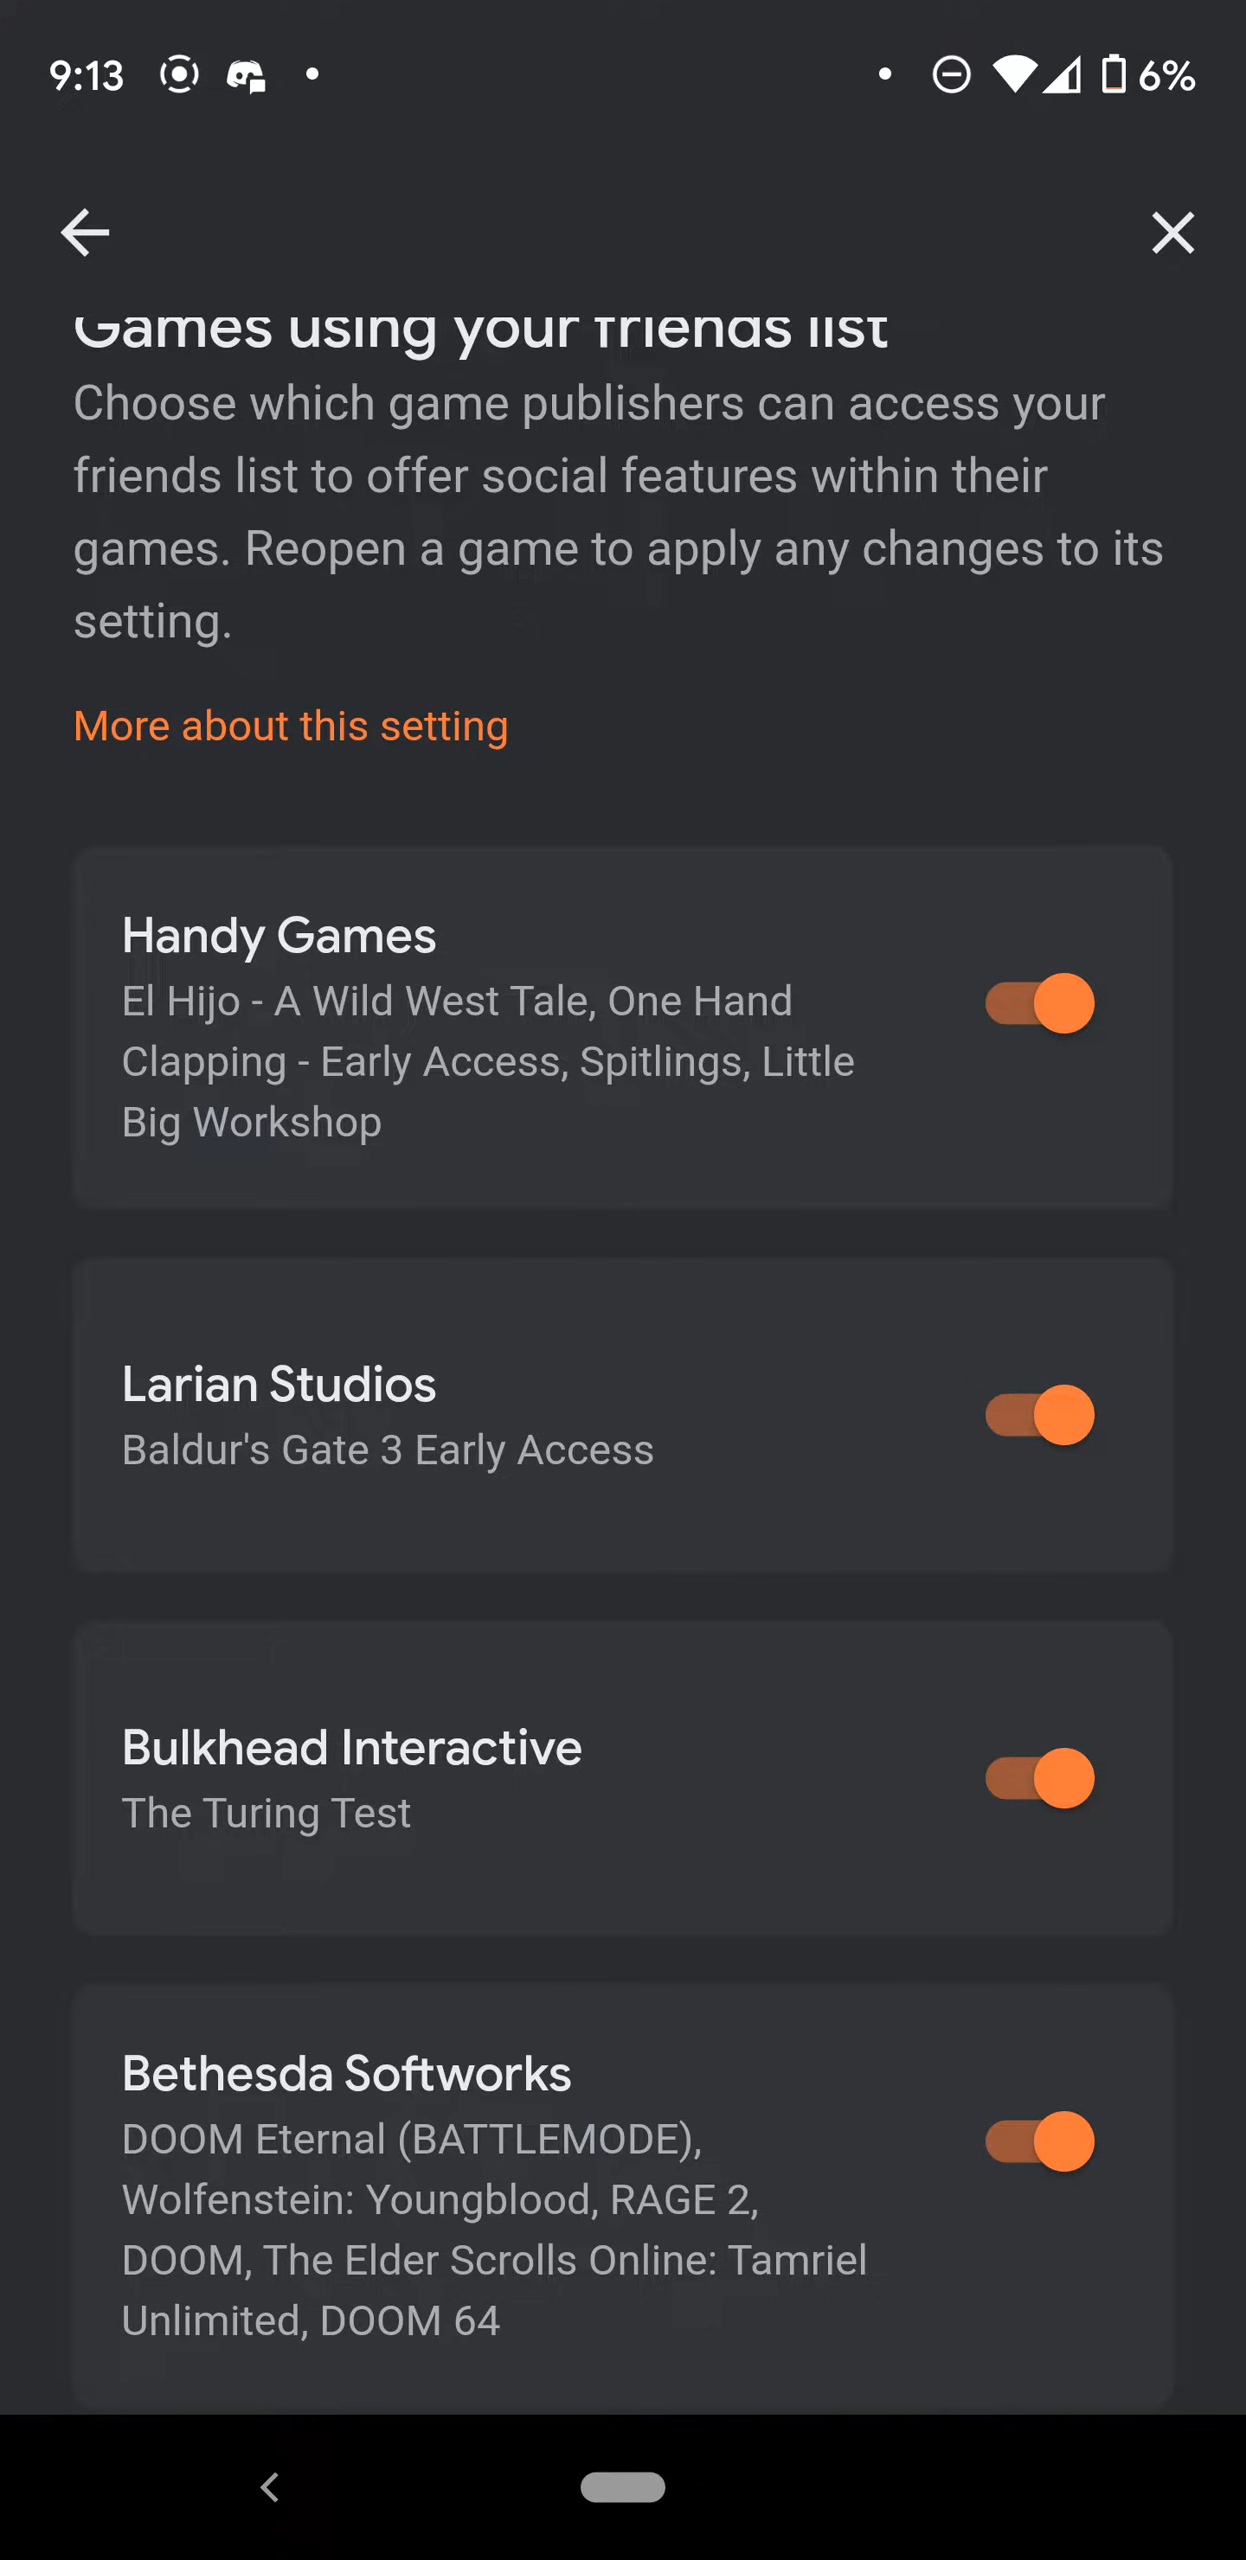 9:13
6%
Games using your friends list
Choose which game publishers can access your
friends list to offer social features within their
games. Reopen a game to apply any changes to its
setting.
More about this setting
Handy Games
El Hijo - A Wild West Tale, One Hand
Clapping - Early Access, Spitlings, Little
Big Workshop
Larian Studios
Baldur's Gate 3 Early Access
Bulkhead Interactive
The Turing Test
Bethesda Softworks
DOOM Eternal (BATTLEMODE),
Wolfenstein: Youngblood, RAGE 2,
DOOM, The Elder Scrolls Online: Tamriel
Unlimited, DOOM 64